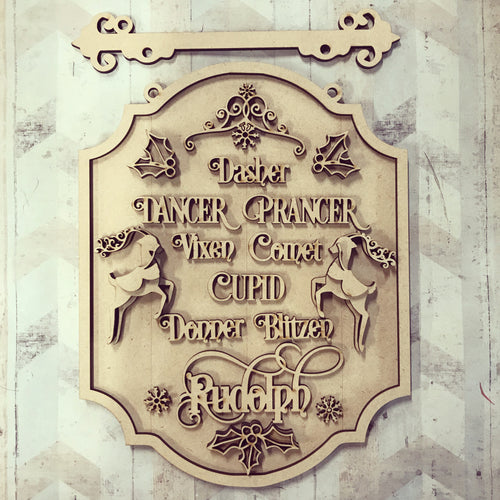 Dasher
DANCER PRANCER
Vixen Comet
CUPID
Donner Blitzen
Rudolph